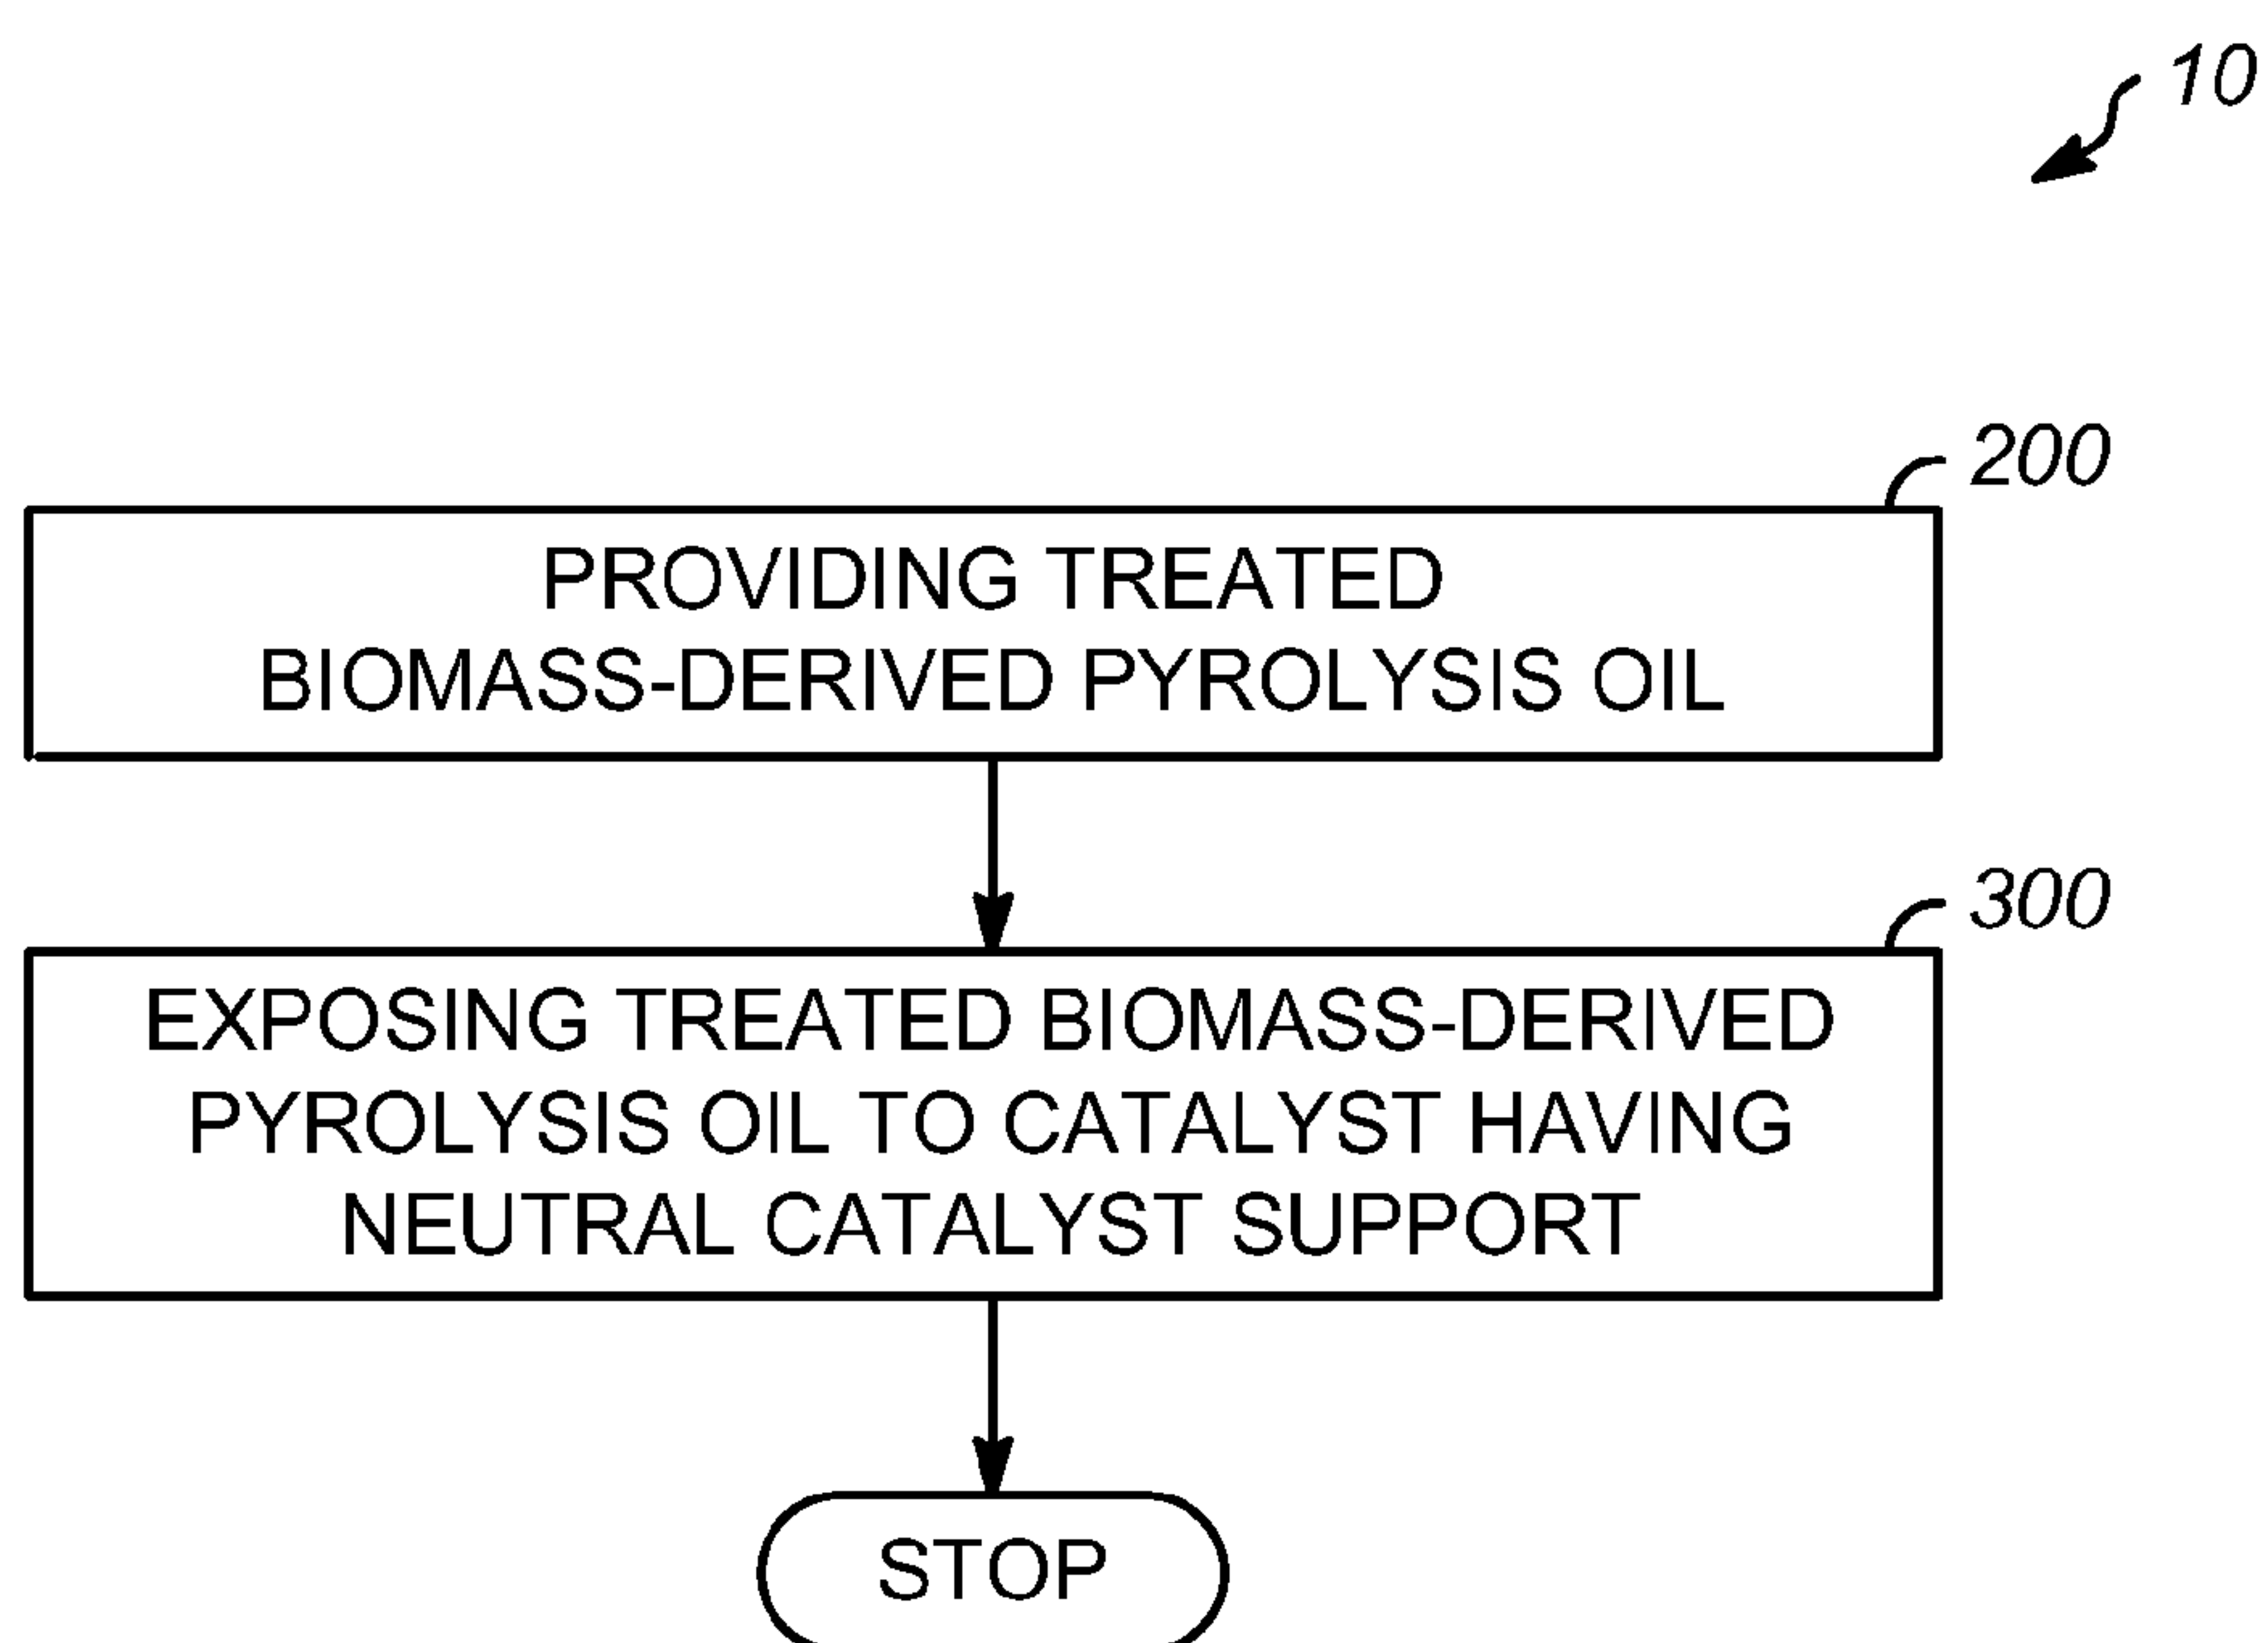 10
200
PROVIDING TREATED
BIOMASS-DERIVED PYROLYSIS OIL
300
EXPOSING TREATED BIOMASS-DERIVED
PYROLYSIS OIL TO CATALYST HAVING
NEUTRAL CATALYST SUPPORT
STOP